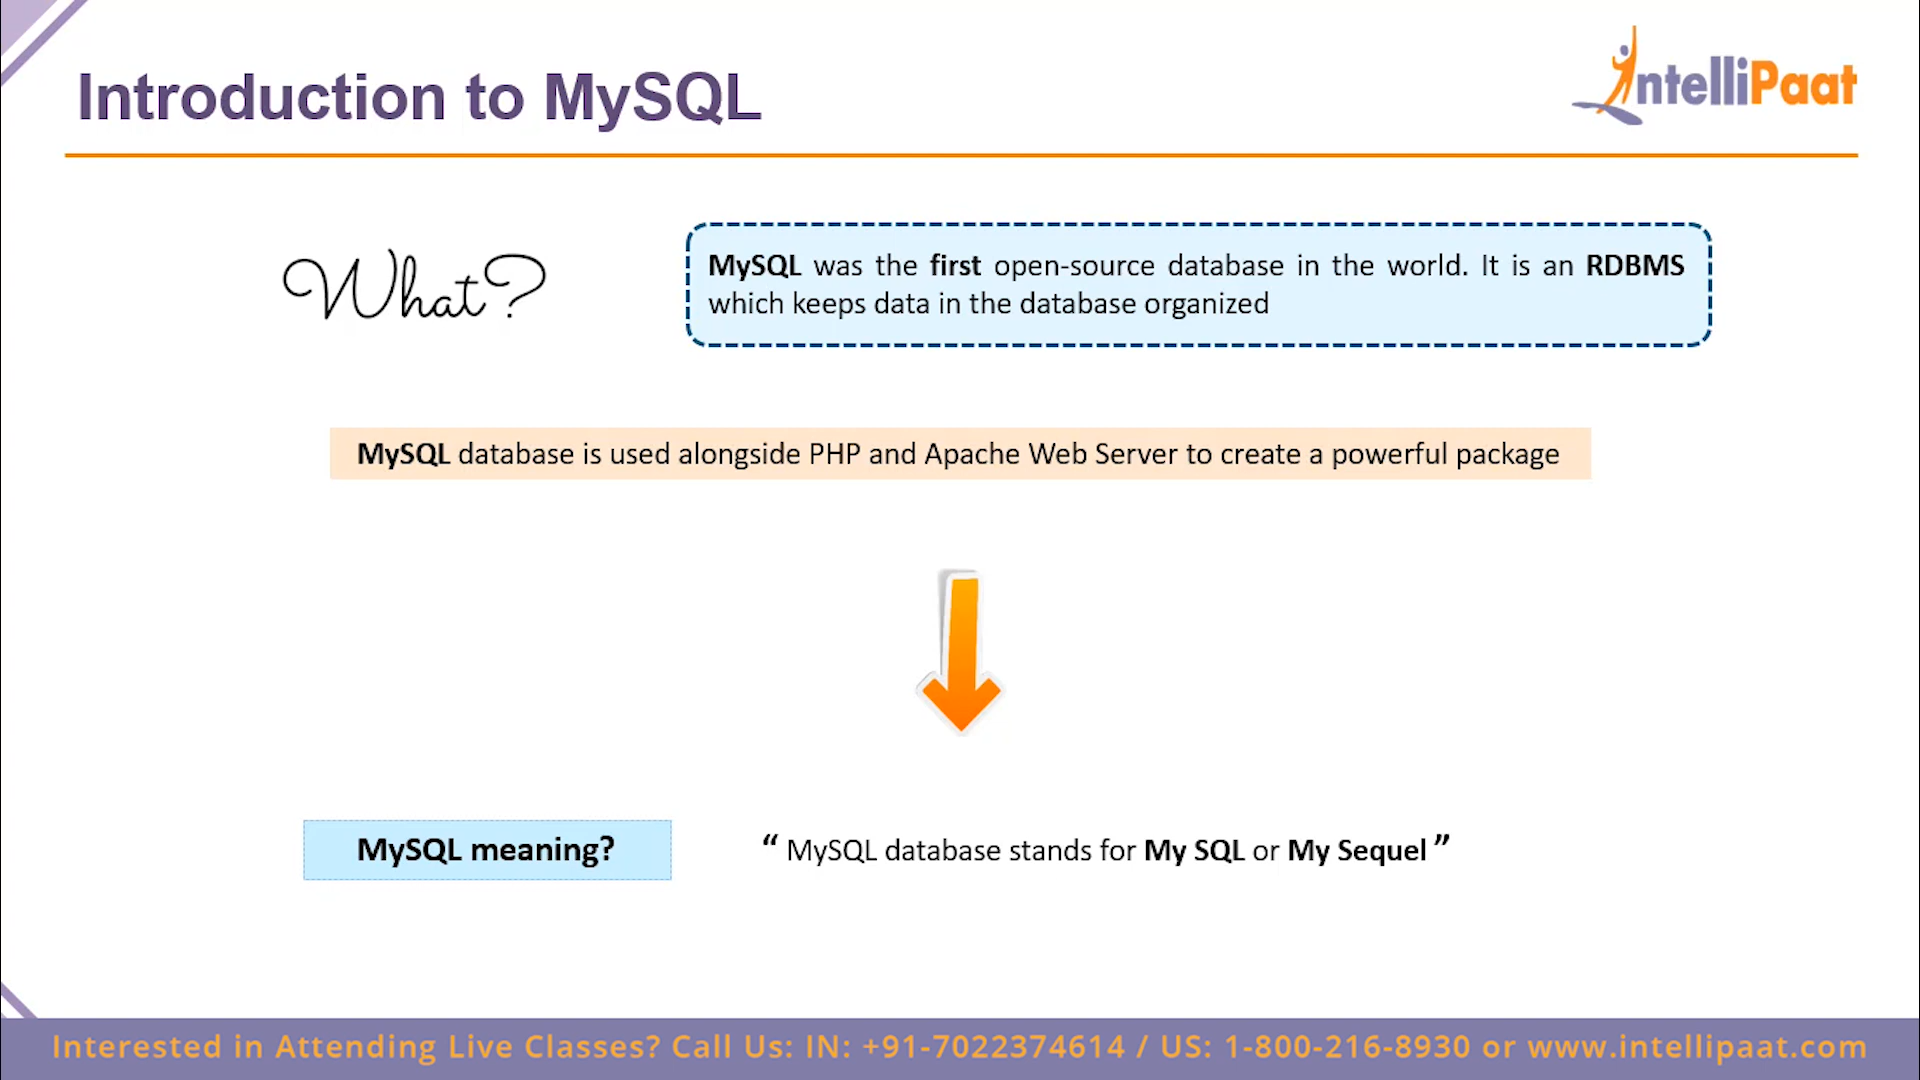 Introduction to MySQL
IntelliPaat
What?
MySQL was the first open-source database in the world. It is an RDBMS
which keeps data in the database organized
MySQL database is used alongside PHP and Apache Web Server to create a powerful package
MySQL meaning?
“ MySQL database stands for My SQL or My Sequel ”
Interested in Attending Live Classes? Call Us: IN: +91-7022374614 / US: 1-800-216-8930 or www.intellipaat.com